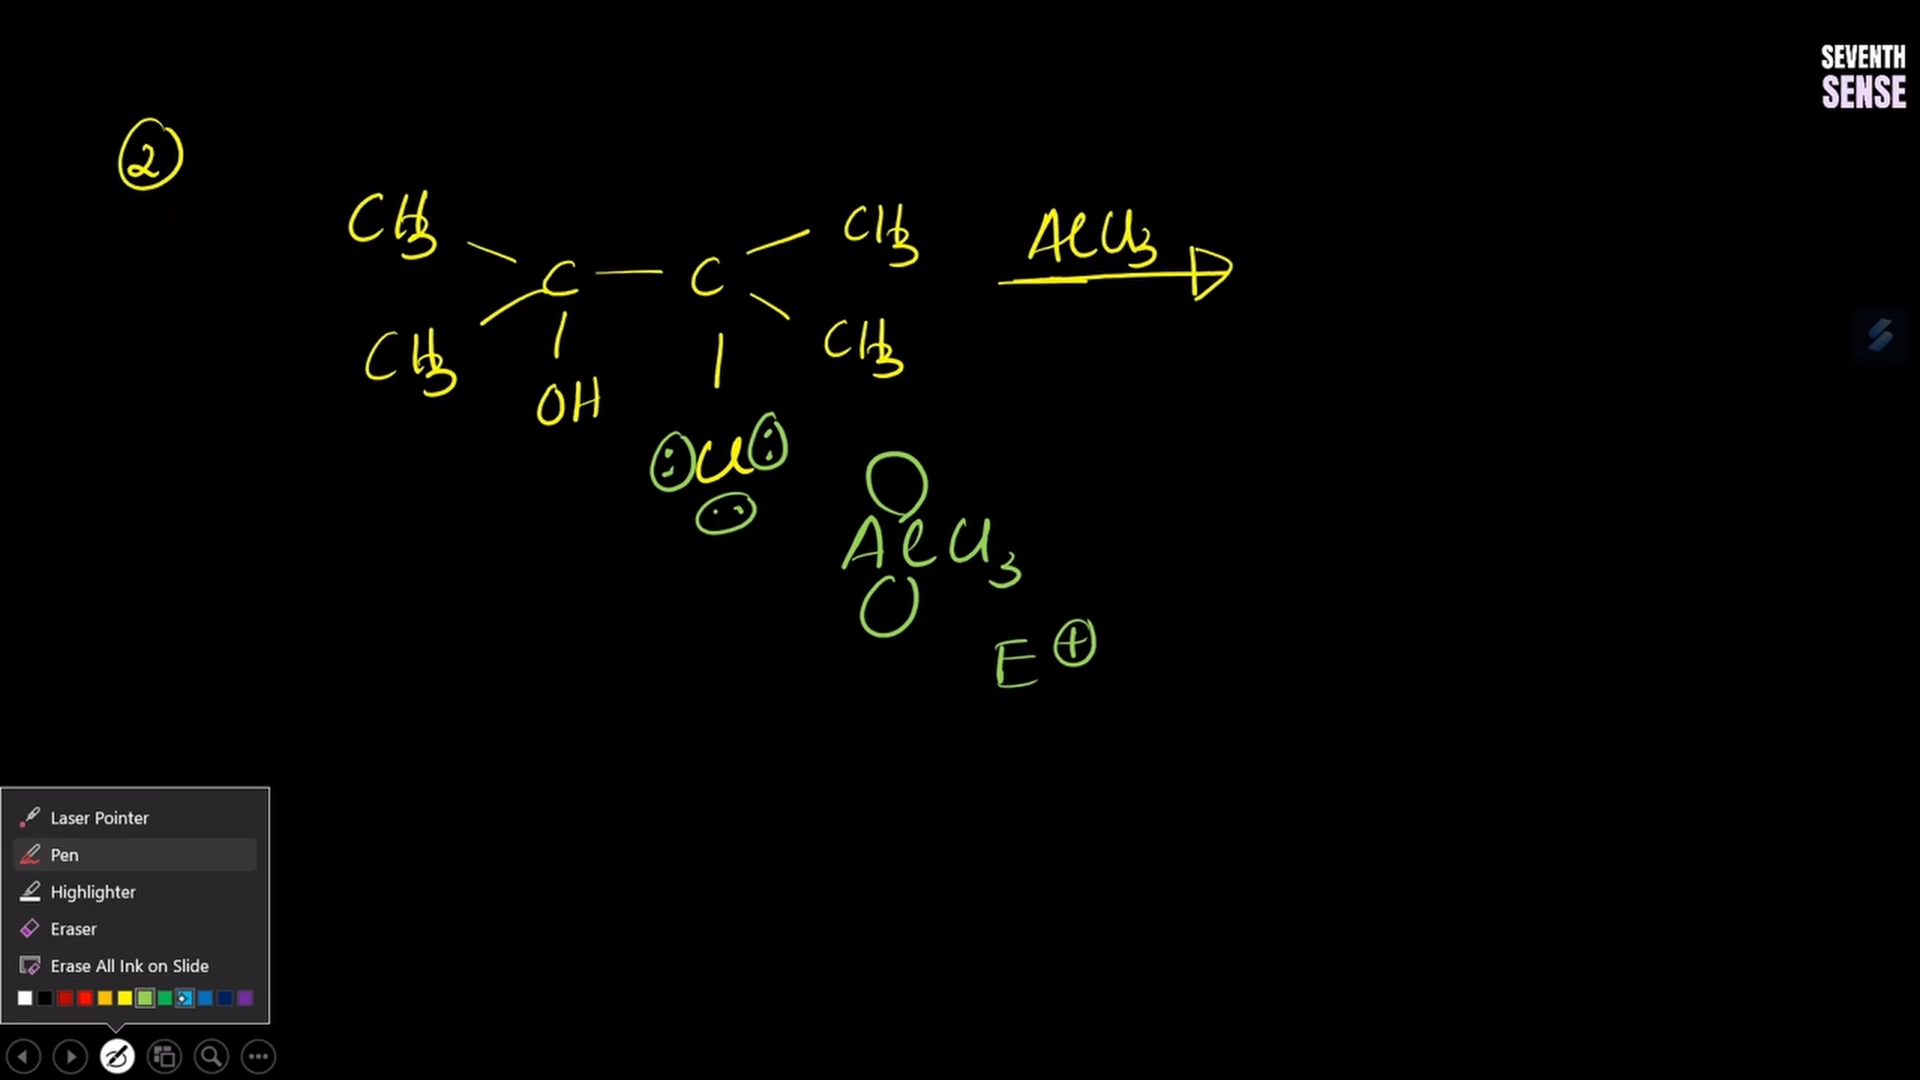 SEVENTH
SENSE
2
CH3 CH3
C — C AlCl3
CH3 CH3
OH
:Cl:
AlCl3
E +
Laser Pointer
Pen
Highlighter
Eraser
Erase All Ink on Slide